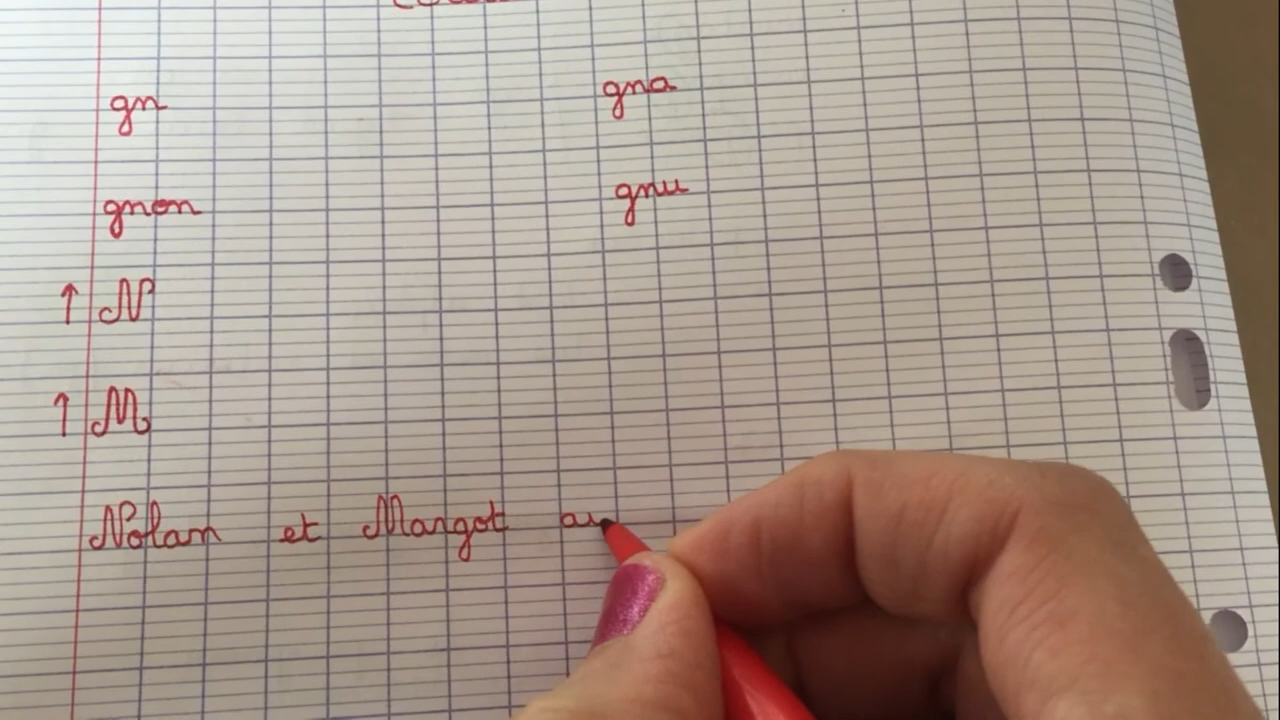 gn gna
gnon gnu
↑ N
↑ M
Nolan et Margot